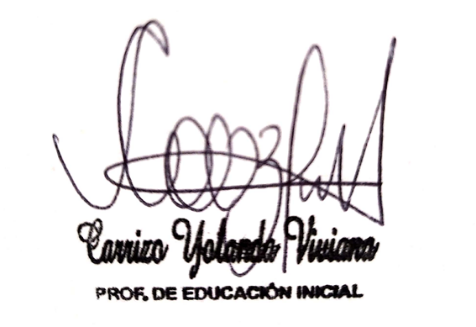 Carrizo Yolanda Viviana
PROF. DE EDUCACIÓN INICIAL